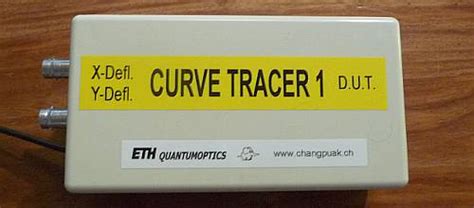 X-Defl.
Y-Defl.
CURVE TRACER 1
D.U.T.
ETH QUANTUMOPTICS
www.changpuak.ch